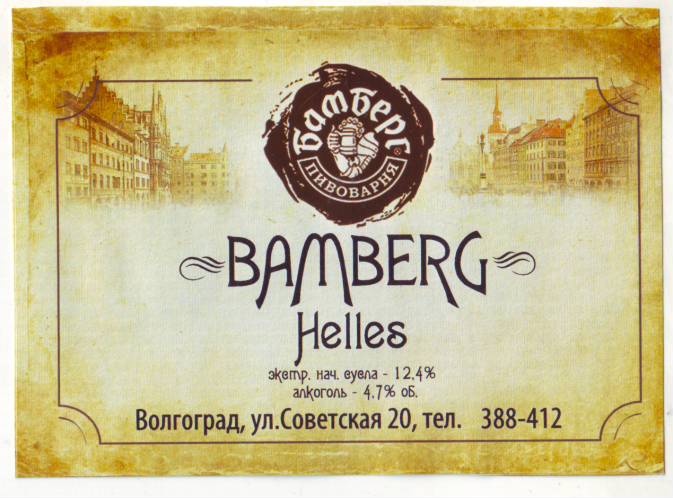 Бамберг®
ПИВОВАРНЯ
BAMBERG
Helles
экстр. нач. сусла - 12,4%
алкоголь - 4,7% об.
Волгоград, ул.Советская 20, тел. 388-412